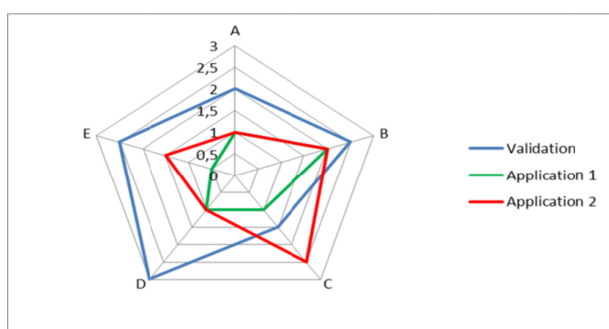 A
3
2,5
2
1,5
1
0,5
0
E
B
D
C
Validation
Application 1
Application 2